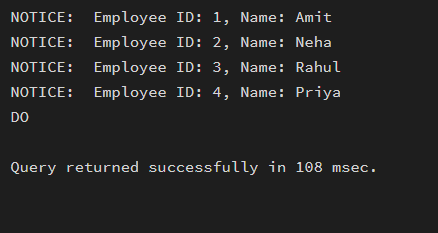 NOTICE:  Employee ID: 1, Name: Amit
NOTICE:  Employee ID: 2, Name: Neha
NOTICE:  Employee ID: 3, Name: Rahul
NOTICE:  Employee ID: 4, Name: Priya
DO
Query returned successfully in 108 msec.